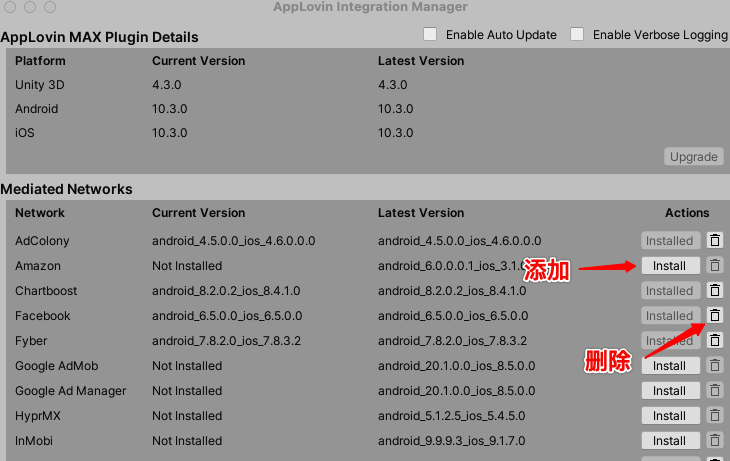 AppLovin Integration Manager
AppLovin MAX Plugin Details Enable Auto Update Enable Verbose Logging
Platform Current Version Latest Version
Unity 3D 4.3.0 4.3.0
Android 10.3.0 10.3.0
iOS 10.3.0 10.3.0
Upgrade
Mediated Networks
Network Current Version Latest Version Actions
AdColony android_4.5.0.0_ios_4.6.0.0.0 android_4.5.0.0_ios_4.6.0.0.0 Installed
Amazon Not Installed android_6.0.0.0.1_ios_3.1.0 添加 Install
Chartboost android_8.2.0.2_ios_8.4.1.0 android_8.2.0.2_ios_8.4.1.0 Installed
Facebook android_6.5.0.0_ios_6.5.0.0 android_6.5.0.0_ios_6.5.0.0 Installed
Fyber android_7.8.2.0_ios_7.8.3.2 android_7.8.2.0_ios_7.8.3.2 Installed
删除
Google AdMob Not Installed android_20.1.0.0_ios_8.5.0.0 Install
Google Ad Manager Not Installed android_20.1.0.0_ios_8.5.0.0 Install
HyprMX Not Installed android_5.1.2.5_ios_5.4.5.0 Install
InMobi Not Installed android_9.9.9.3_ios_9.1.7.0 Install